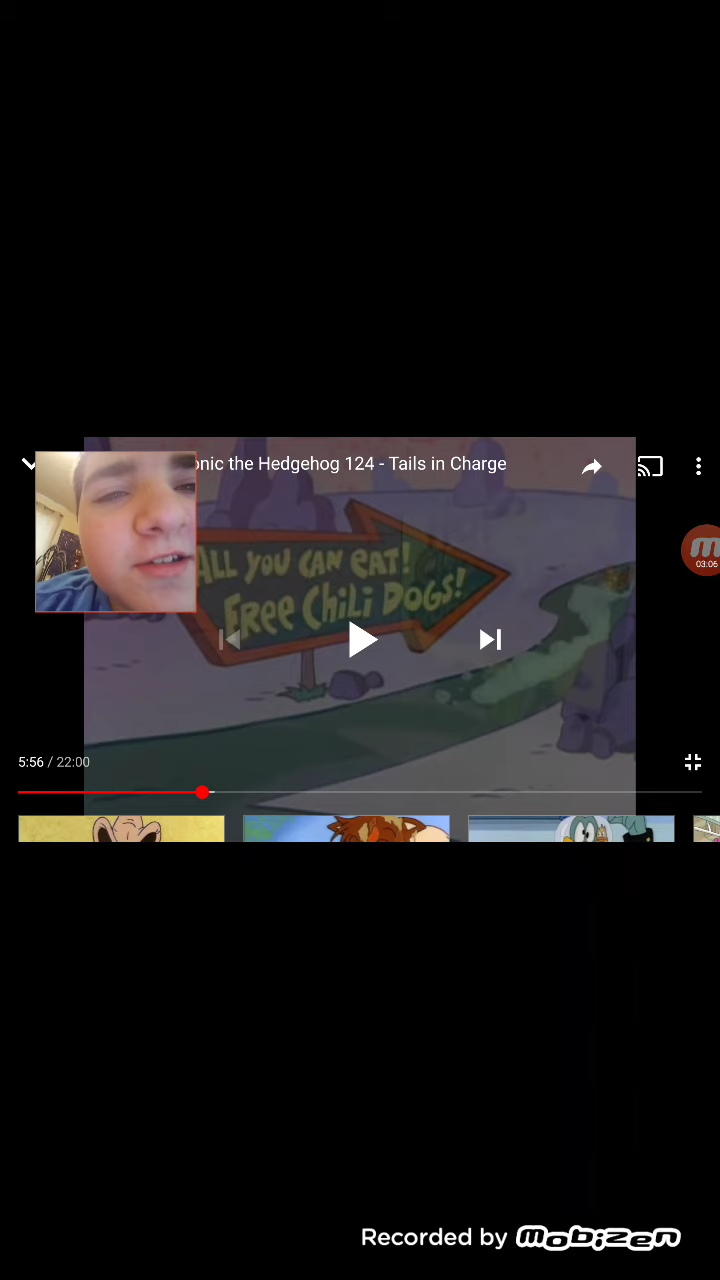 onic the Hedgehog 124 - Tails in Charge
ALL YOU CAN EAT!
FREE CHILI DOGS!
03:06
5:56 / 22:00
Recorded by mobizen